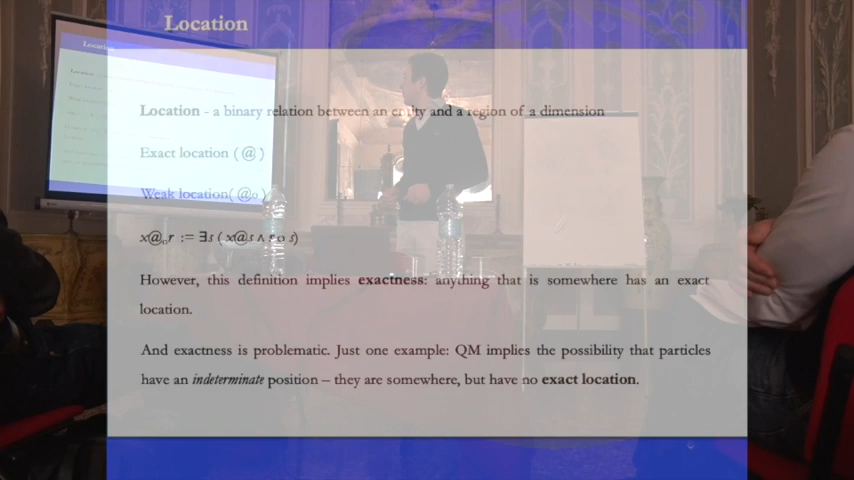 Location
Location - a binary relation between an entity and a region of a dimension
Exact location (@)
Weak location(@o)
x@or := ∃s ( x@s ∧ r o s)
However, this definition implies exactness: anything that is somewhere has an exact
location.
And exactness is problematic. Just one example: QM implies the possibility that particles
have an indeterminate position – they are somewhere, but have no exact location.
Location